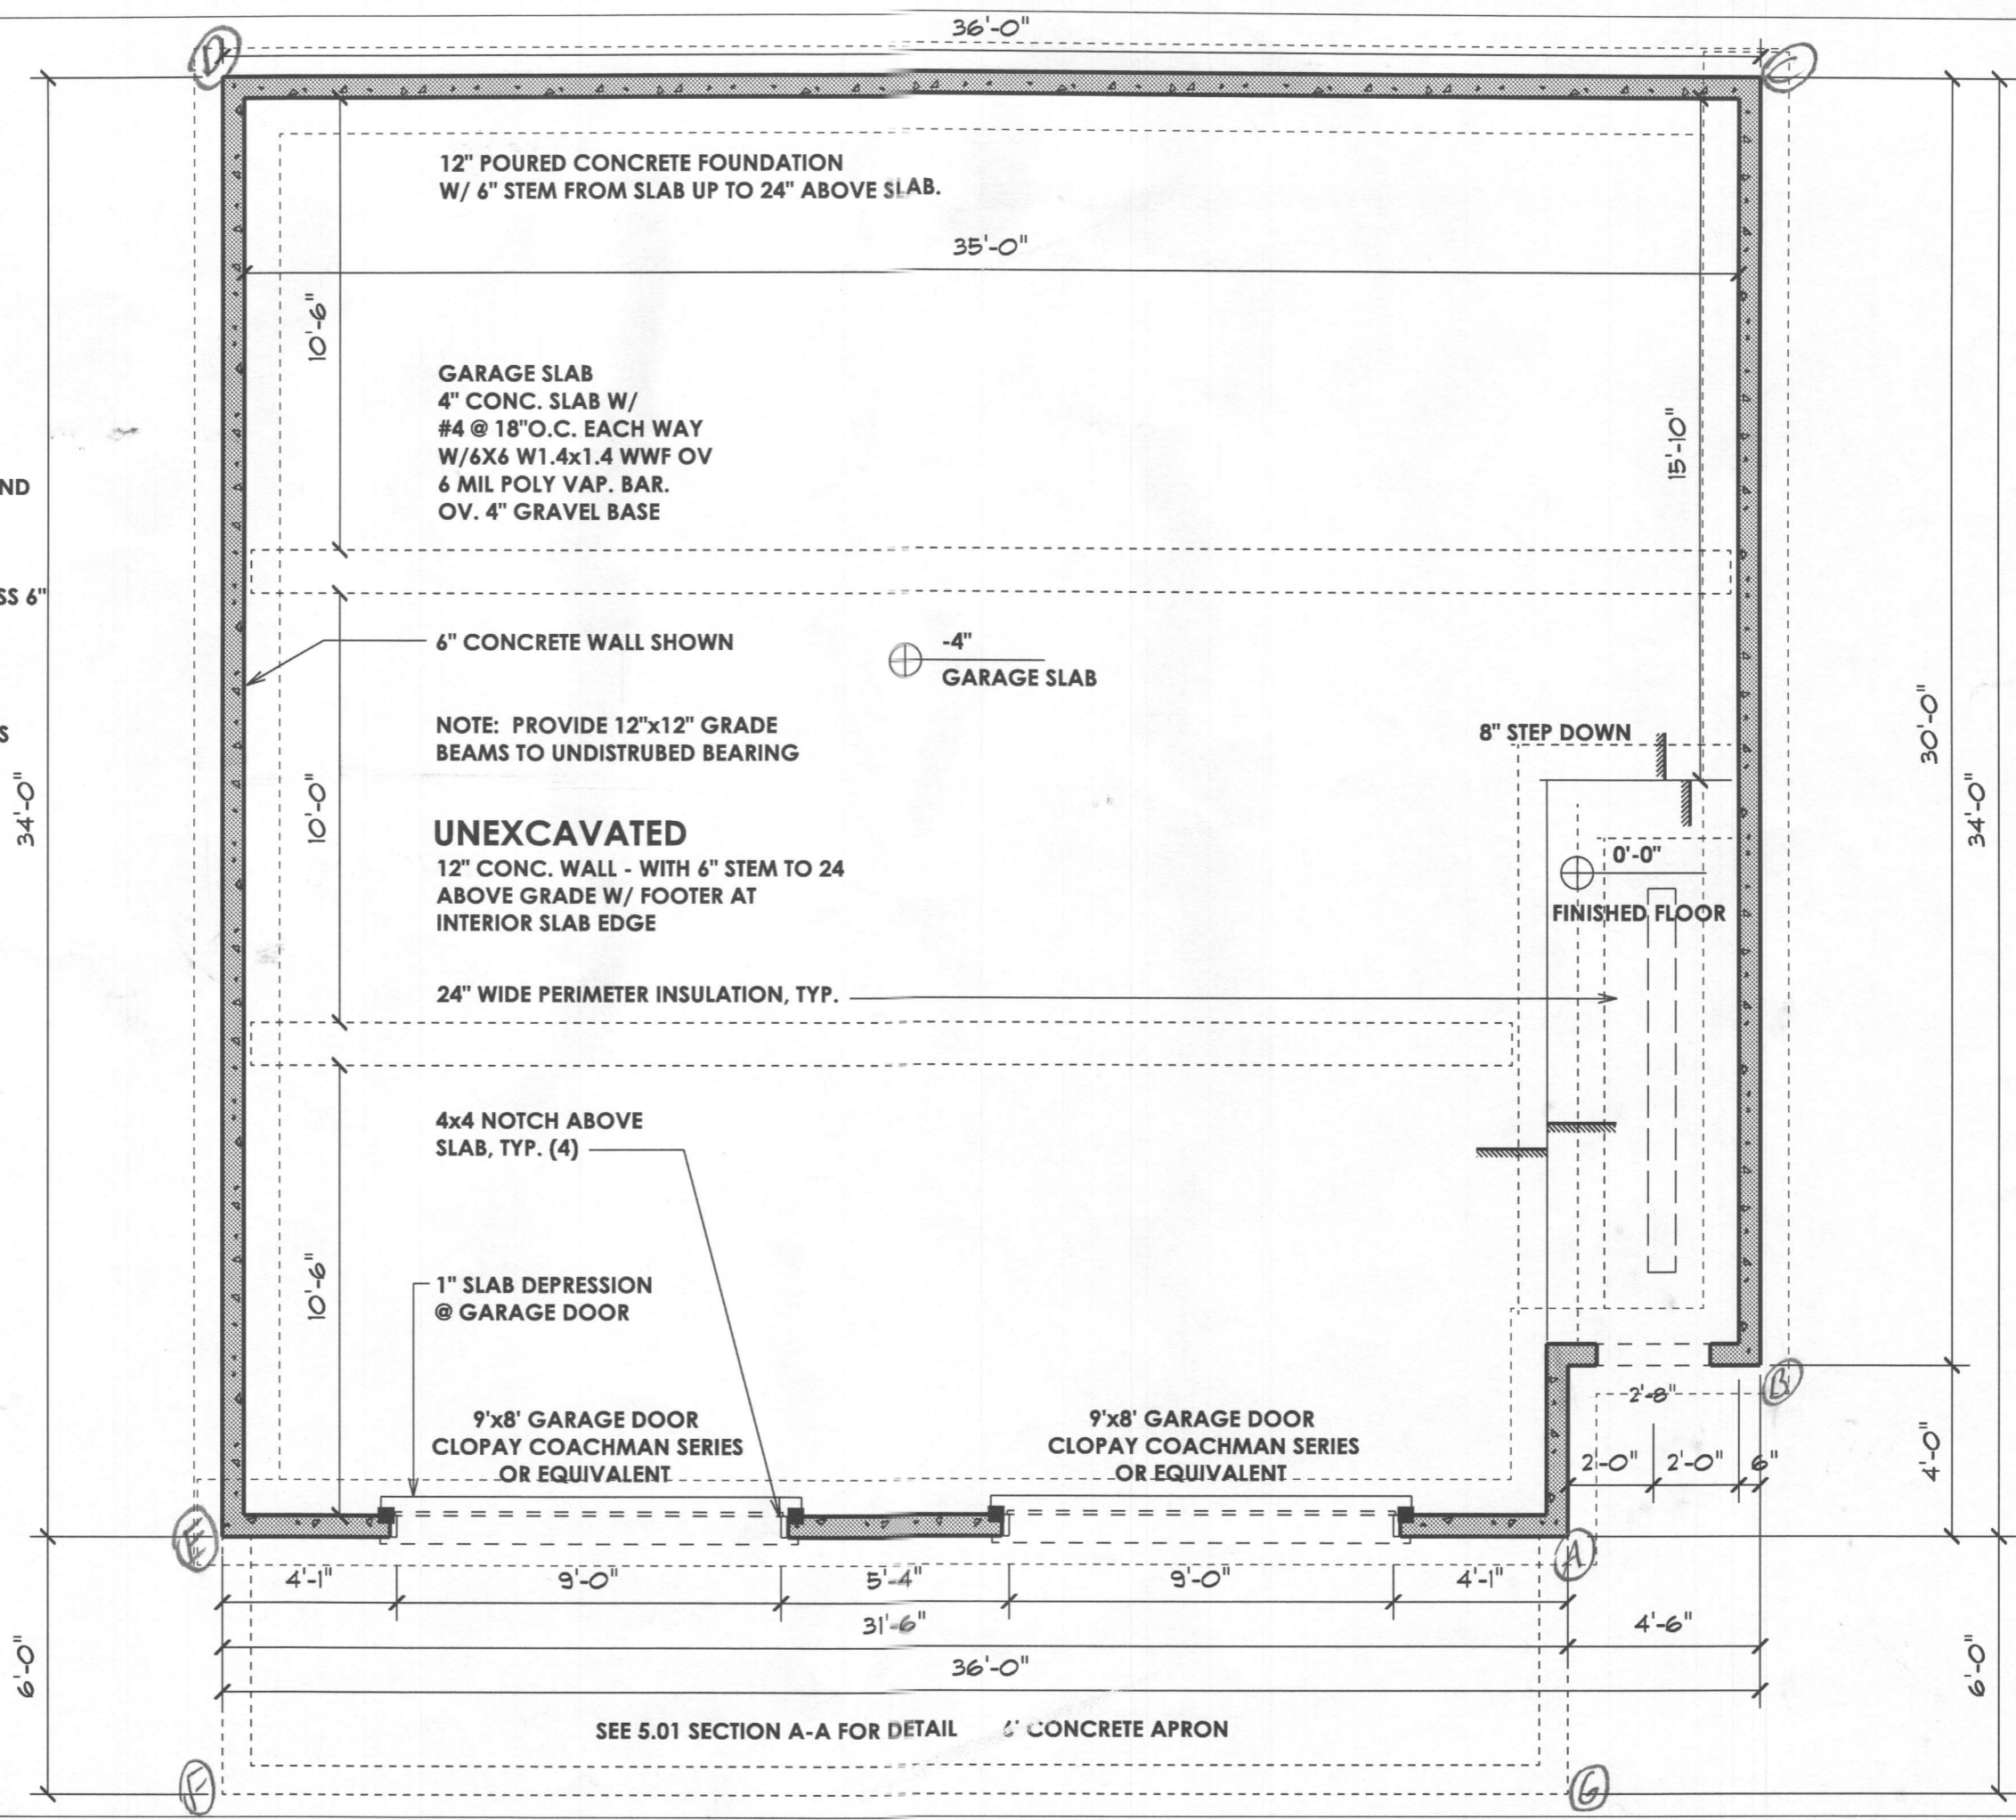 36'-0"
D
C
12" POURED CONCRETE FOUNDATION
W/ 6" STEM FROM SLAB UP TO 24" ABOVE SLAB.
35'-0"
10'-6"
15'-10"
GARAGE SLAB
4" CONC. SLAB W/
#4 @ 18"O.C. EACH WAY
W/6X6 W1.4x1.4 WWF OV
6 MIL POLY VAP. BAR.
OV. 4" GRAVEL BASE
ND
SS 6"
S
6" CONCRETE WALL SHOWN
-4"
GARAGE SLAB
NOTE: PROVIDE 12"x12" GRADE
BEAMS TO UNDISTRUBED BEARING
8" STEP DOWN
30'-0"
34'-0"
34'-0"
10'-0"
UNEXCAVATED
12" CONC. WALL - WITH 6" STEM TO 24
ABOVE GRADE W/ FOOTER AT
INTERIOR SLAB EDGE
0'-0"
FINISHED FLOOR
24" WIDE PERIMETER INSULATION, TYP.
4x4 NOTCH ABOVE
SLAB, TYP. (4)
10'-6"
1" SLAB DEPRESSION
@ GARAGE DOOR
9'x8' GARAGE DOOR
CLOPAY COACHMAN SERIES
OR EQUIVALENT
9'x8' GARAGE DOOR
CLOPAY COACHMAN SERIES
OR EQUIVALENT
B
2'-8"
2'-0" 2'-0" 6"
4'-0"
E
A
4'-1" 9'-0" 5'-4" 9'-0" 4'-1"
31'-6" 4'-6"
36'-0"
6'-0"
6'-0"
SEE 5.01 SECTION A-A FOR DETAIL 6' CONCRETE APRON
F
G